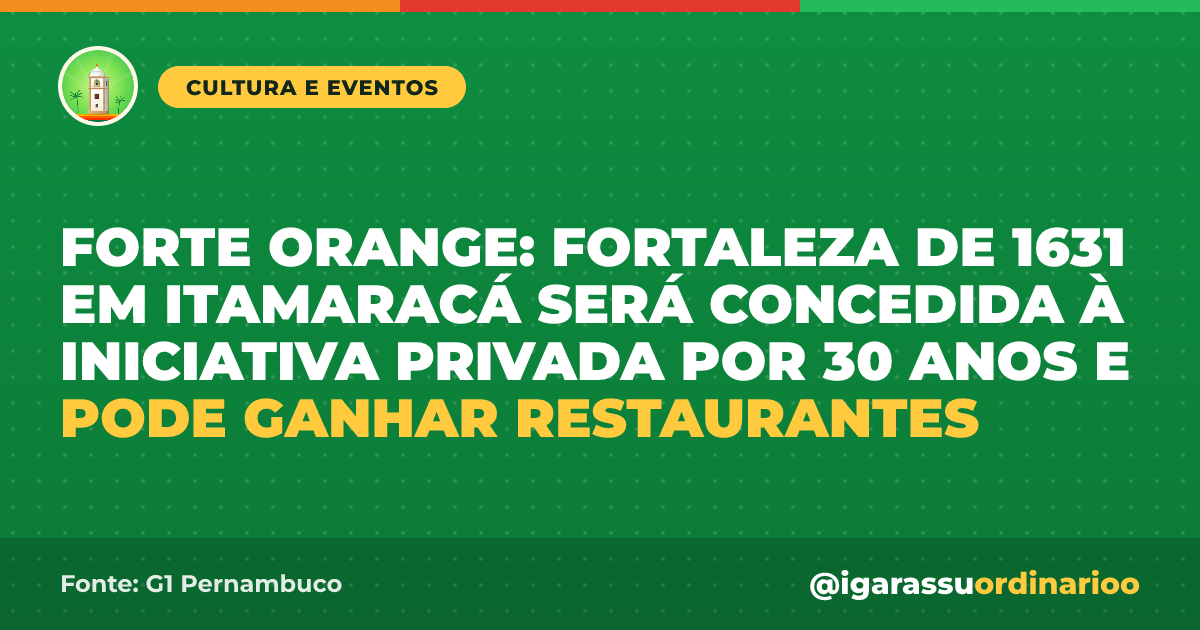 CULTURA E EVENTOS
FORTE ORANGE: FORTALEZA DE 1631
EM ITAMARACÁ SERÁ CONCEDIDA À
INICIATIVA PRIVADA POR 30 ANOS E
PODE GANHAR RESTAURANTES
Fonte: G1 Pernambuco
@igarassuordinarioo